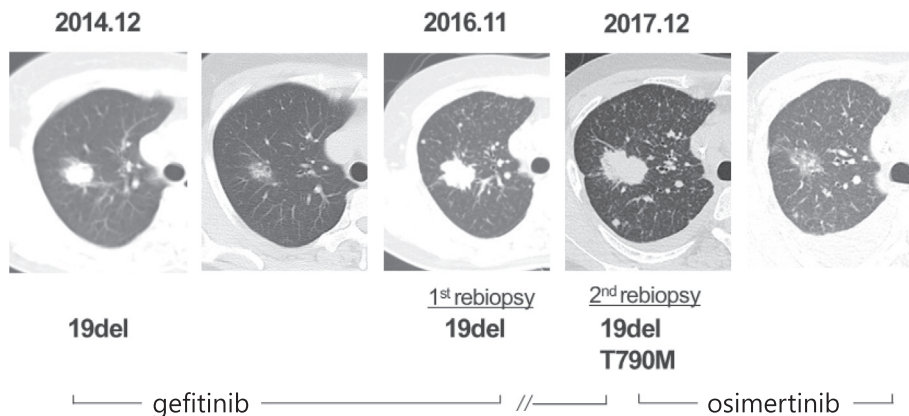 2014.12 2016.11 2017.12
1st rebiopsy 2nd rebiopsy
19del 19del 19del
T790M
gefitinib // osimertinib